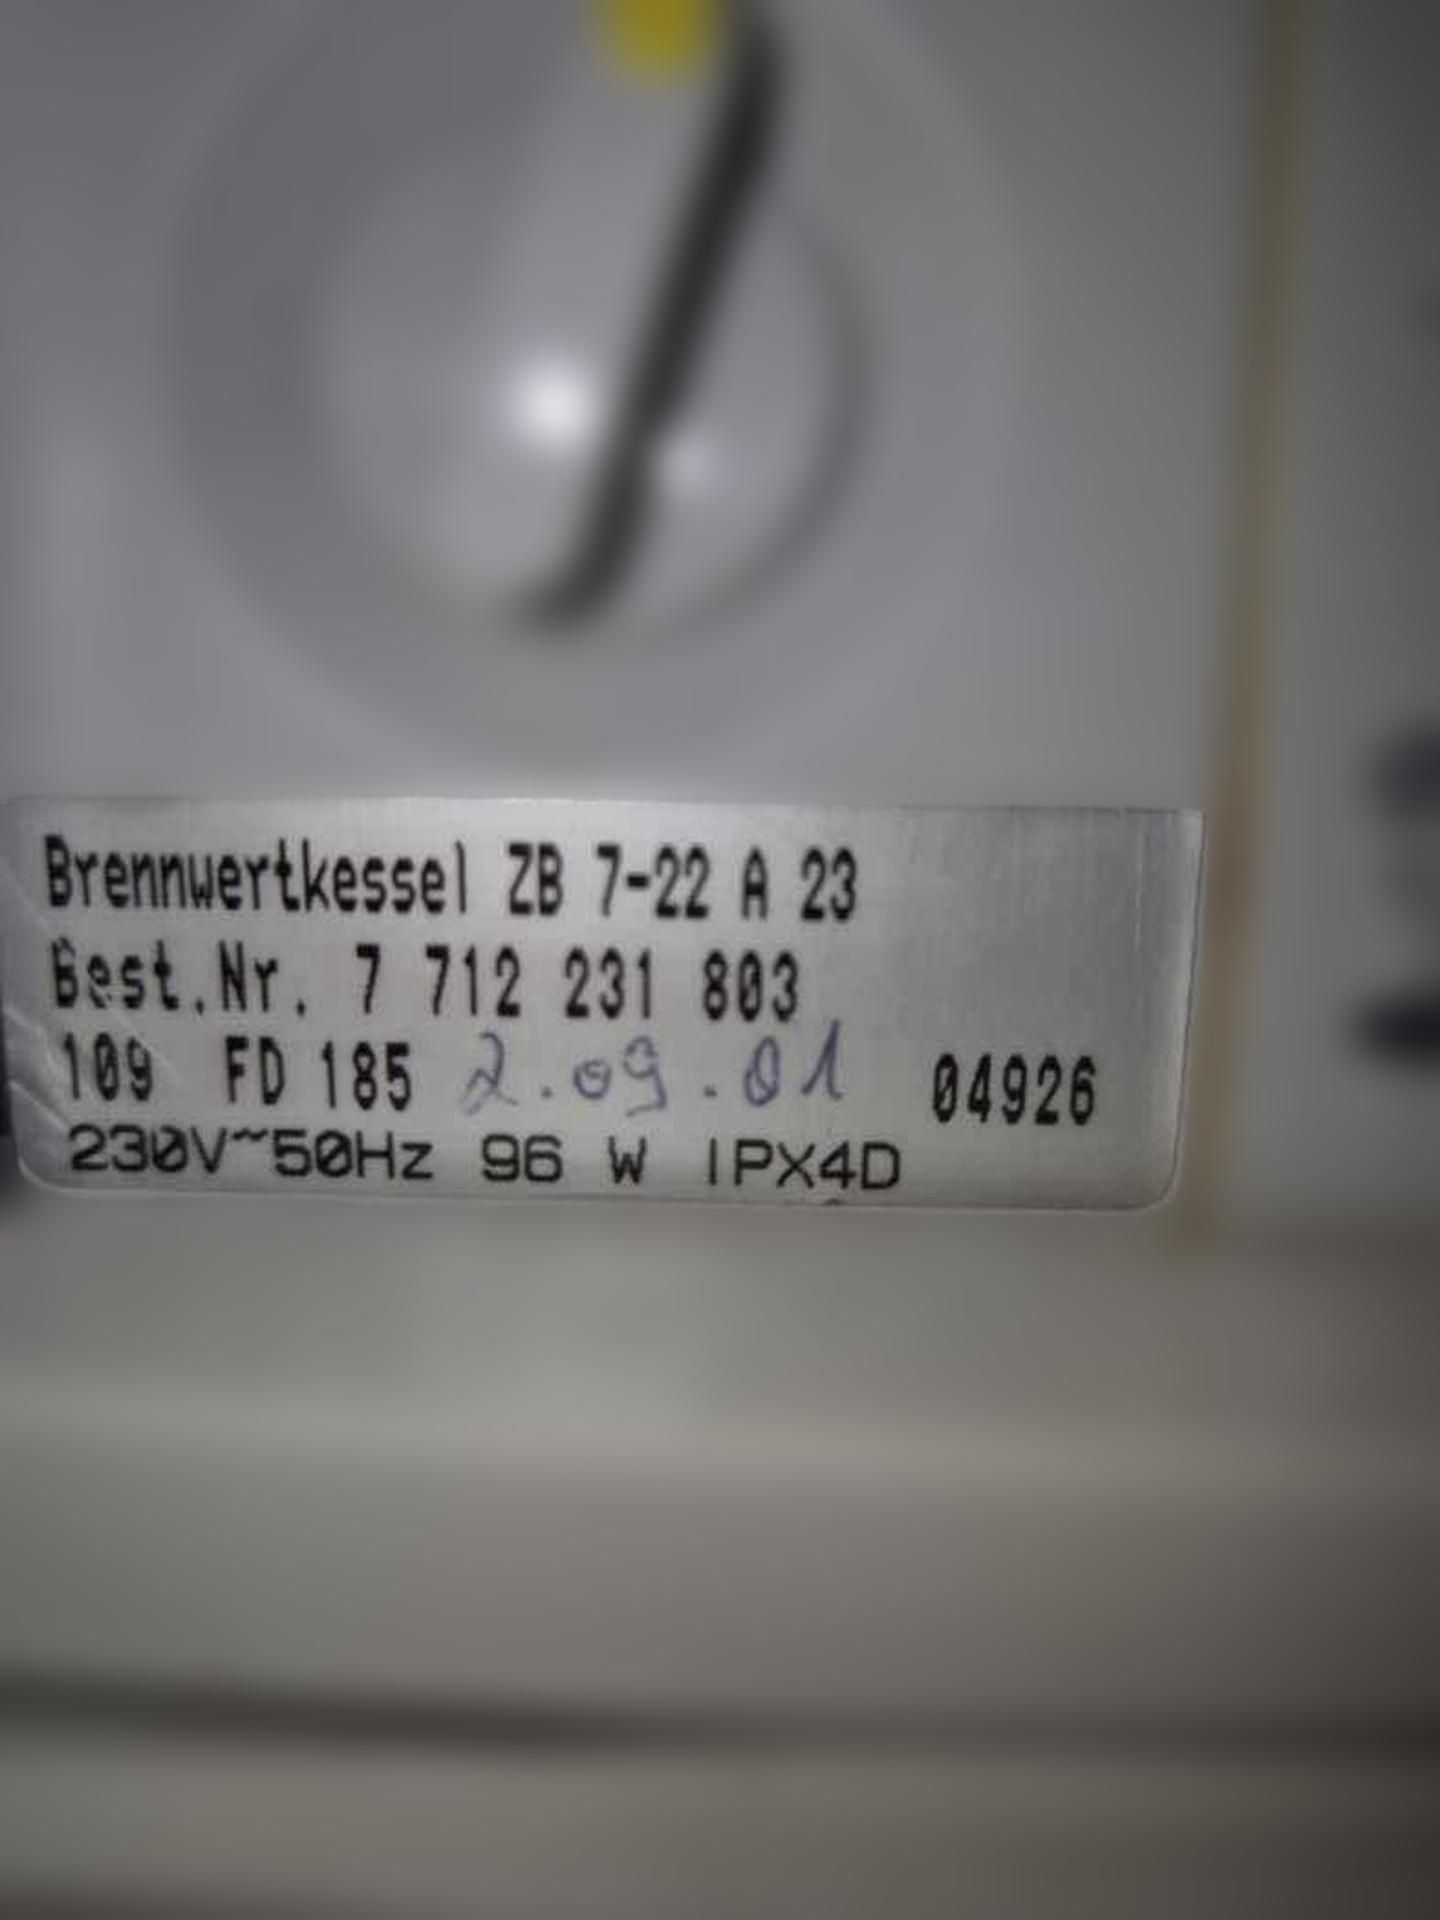 Brennwertkessel ZB 7-22 A 23
Best.Nr. 7 712 231 803
109 FD 185 2.09.01 04926
230V~50Hz 96 W IPX4D